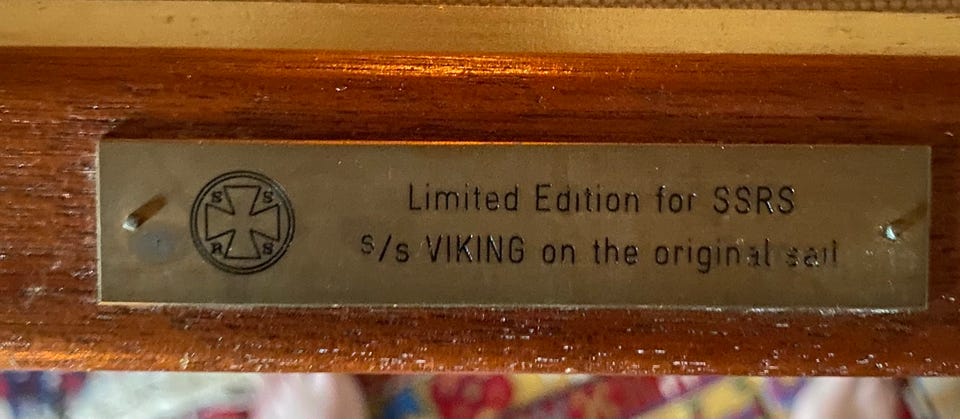 S S
R S
Limited Edition for SSRS
s/s VIKING on the original sail